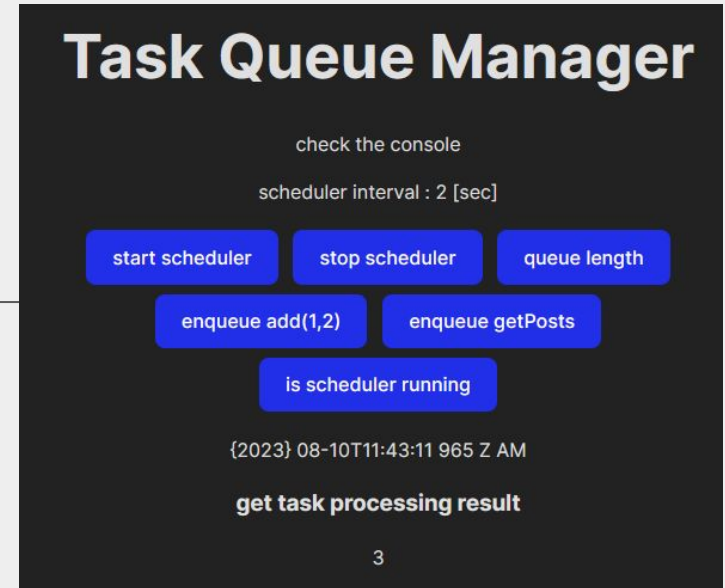 Task Queue Manager
check the console
scheduler interval : 2 [sec]
start scheduler stop scheduler queue length
enqueue add(1,2) enqueue getPosts
is scheduler running
{2023} 08-10T11:43:11 965 Z AM
get task processing result
3